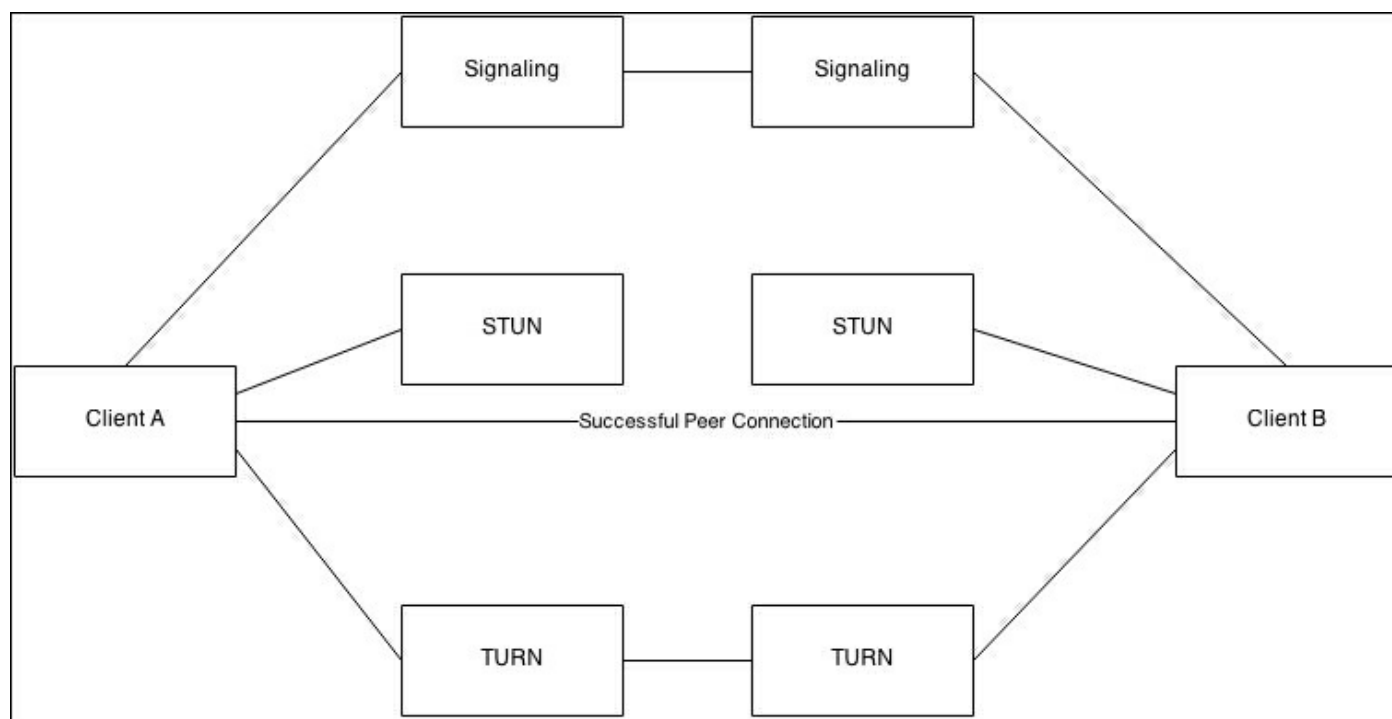 Signaling
Signaling
STUN
STUN
Client A
Successful Peer Connection
Client B
TURN
TURN